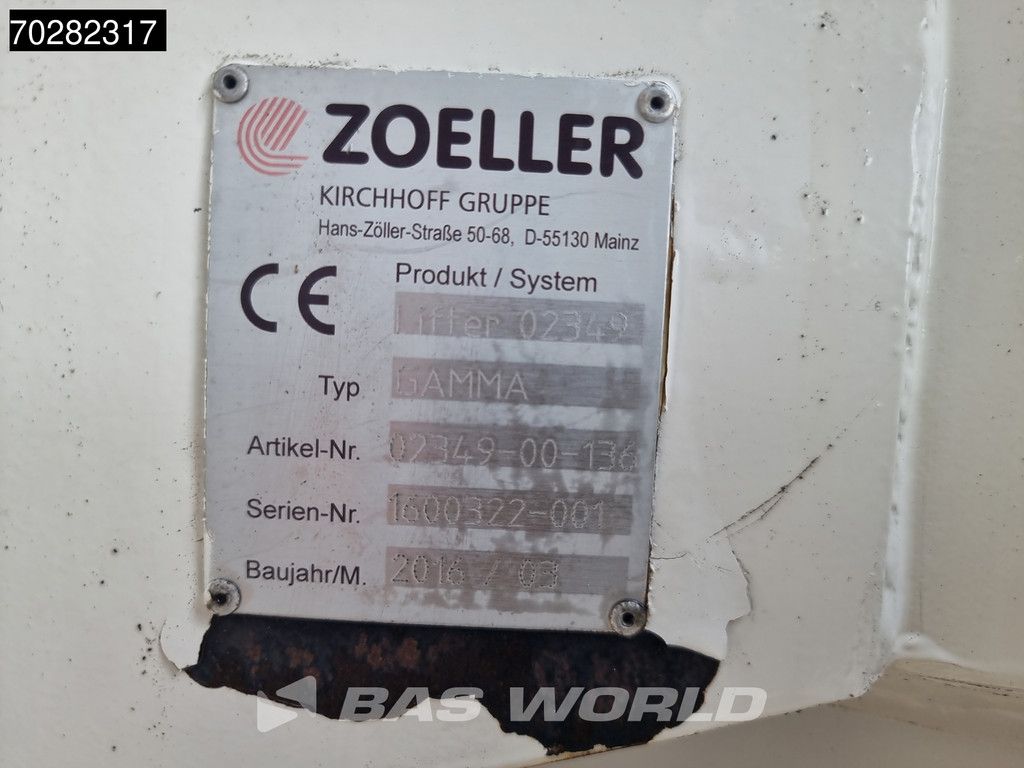 70282317
ZOELLER
KIRCHHOFF GRUPPE
Hans-Zöller-Straße 50-68, D-55130 Mainz
CE
Produkt / System
Lifter 02349
Typ GAMMA
Artikel-Nr. 02349-00-136
Serien-Nr. 1600322-001
Baujahr/M. 2016 / 03
BAS WORLD